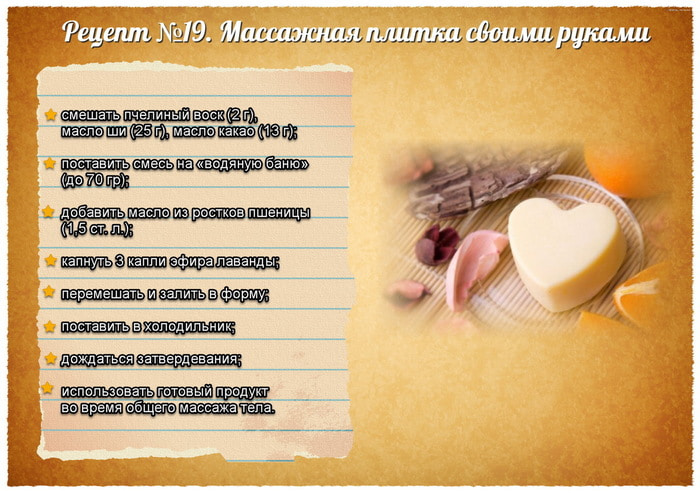 Рецепт №19. Массажная плитка своими руками
смешать пчелиный воск (2 г),
масло ши (25 г), масло какао (13 г);
поставить смесь на «водяную баню»
(до 70 гр);
добавить масло из ростков пшеницы
(1,5 ст. л.);
капнуть 3 капли эфира лаванды;
перемешать и залить в форму;
поставить в холодильник;
дождаться затвердевания;
использовать готовый продукт
во время общего массажа тела.